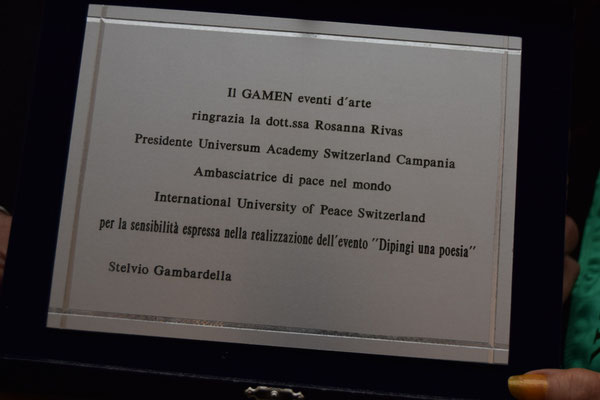 Il GAMEN eventi d'arte
ringrazia la dott.ssa Rosanna Rivas
Presidente Universum Academy Switzerland Campania
Ambasciatrice di pace nel mondo
International University of Peace Switzerland
per la sensibilità espressa nella realizzazione dell'evento "Dipingi una poesia"
Stelvio Gambardella